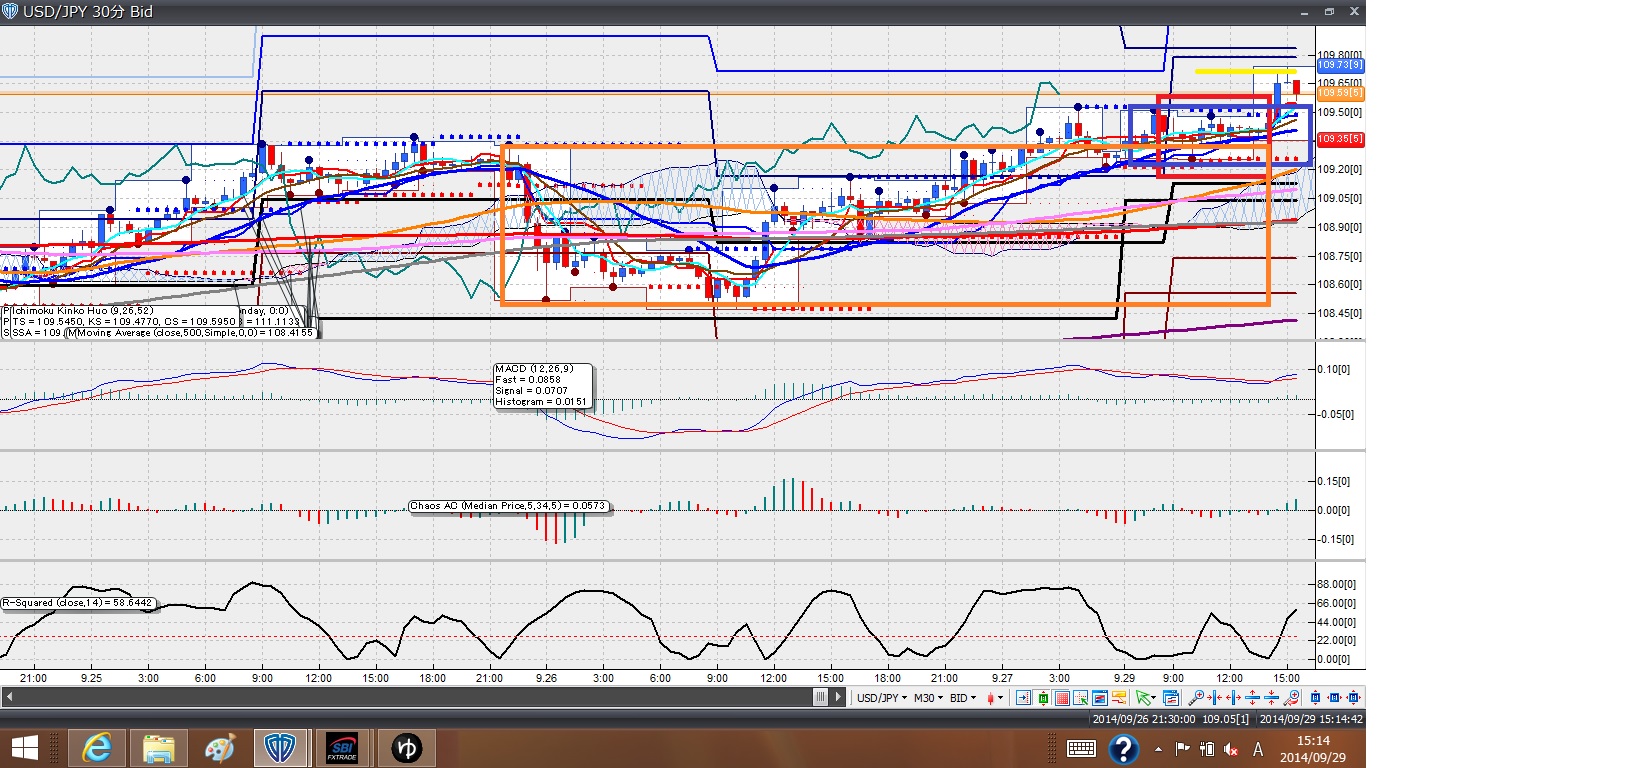 USD/JPY 30分 Bid
109.80[0]
109.73[9]
109.65[0]
109.59[5]
109.50[0]
109.35[5]
109.20[0]
109.05[0]
108.90[0]
108.75[0]
108.60[0]
108.45[0]
Ichimoku Kinko Huo (9,26,52)
nday, 0:0)
TS = 109.5450, KS = 109.4770, CS = 109.5950
= 111.1133
SSA = 109.
Moving Average (close,500,Simple,0,0) = 108.4155
MACD (12,26,9)
Fast = 0.0858
Signal = 0.0707
Histogram = 0.0151
0.10[0]
-0.05[0]
Chaos AC (Median Price,5,34,5) = 0.0573
0.15[0]
0.00[0]
-0.15[0]
R-Squared (close,14) = 58.6442
88.00[0]
66.00[0]
44.00[0]
22.00[0]
0.00[0]
21:00 9.25 3:00 6:00 9:00 12:00 15:00 18:00 21:00 9.26 3:00 6:00 9:00 12:00 15:00 18:00 21:00 9.27 3:00 6:00 9.29 9:00 12:00 15:00
USD/JPY M30 BID
2014/09/26 21:30:00 109.05[1] 2014/09/29 15:14:42
SBI
FXTRADE
ゆ
A
15:14
2014/09/29